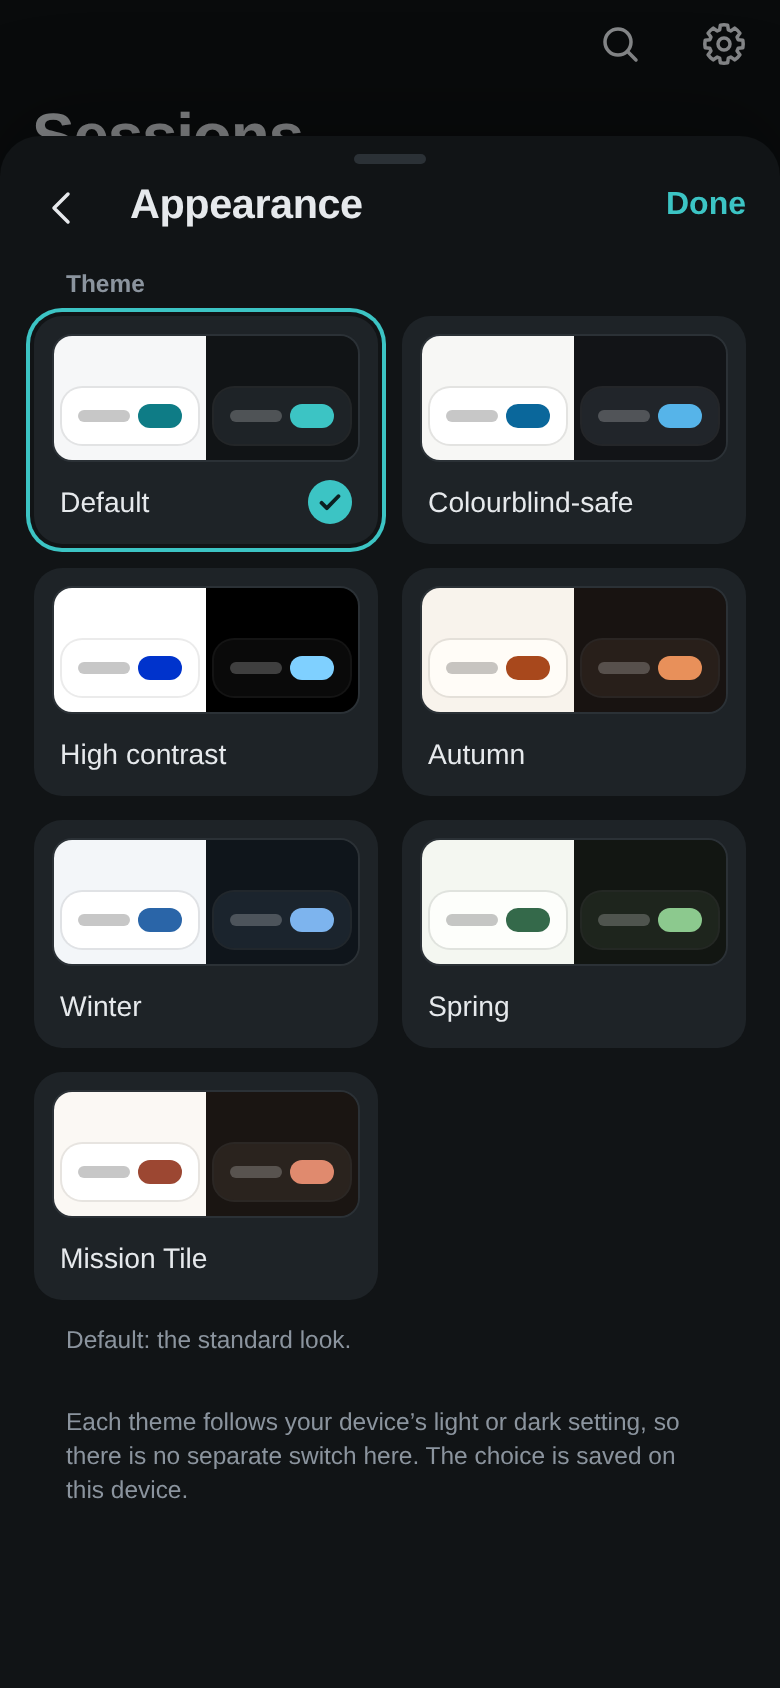 Sessions
Appearance
Done
Theme
Default
Colourblind-safe
High contrast
Autumn
Winter
Spring
Mission Tile
Default: the standard look.
Each theme follows your device’s light or dark setting, so
there is no separate switch here. The choice is saved on
this device.